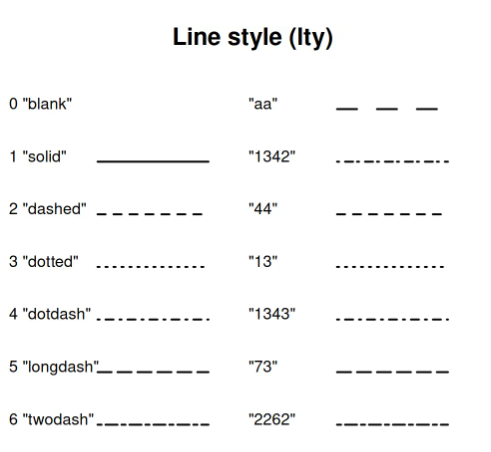 Line style (lty)
0 "blank" "aa"
1 "solid" "1342"
2 "dashed" "44"
3 "dotted" "13"
4 "dotdash" "1343"
5 "longdash" "73"
6 "twodash" "2262"